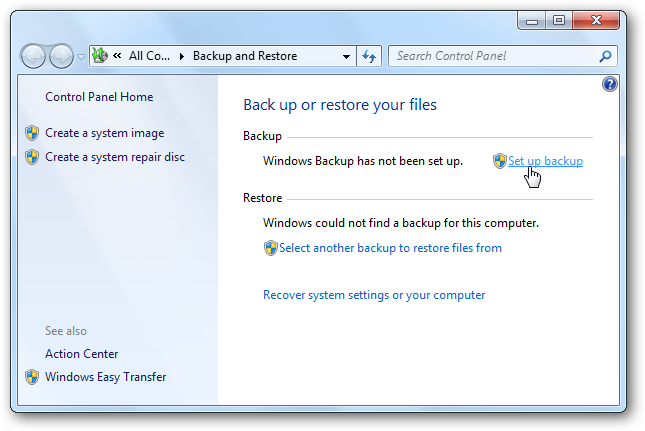 « All Co... ▸ Backup and Restore
Search Control Panel
Control Panel Home
Create a system image
Create a system repair disc
See also
Action Center
Windows Easy Transfer
Back up or restore your files
Backup
Windows Backup has not been set up.
Set up backup
Restore
Windows could not find a backup for this computer.
Select another backup to restore files from
Recover system settings or your computer